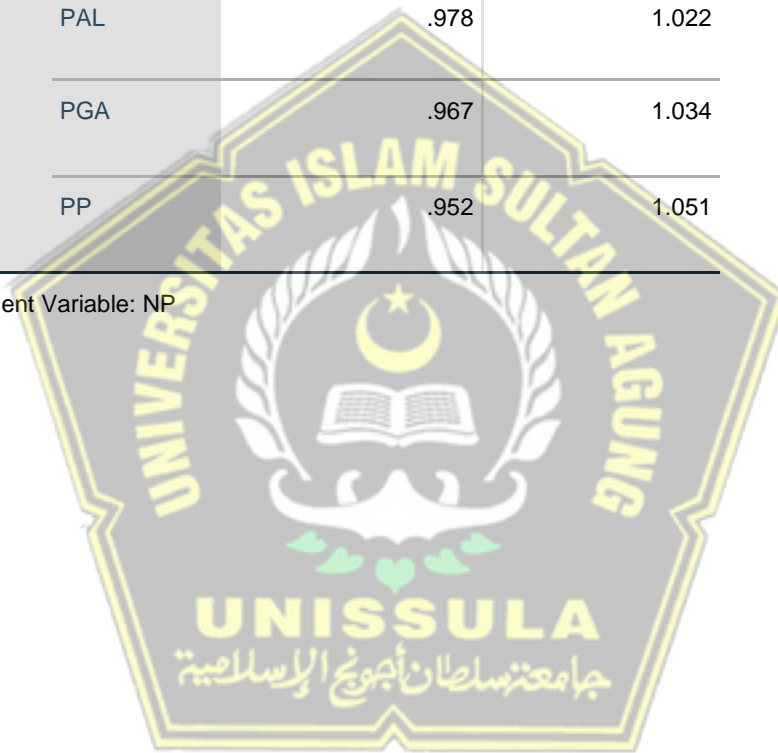 PAL .978 1.022
PGA .967 1.034
PP .952 1.051
ent Variable: NP
UNIVERSITAS ISLAM SULTAN AGUNG
UNISSULA
جامعة سلطان أجونج الإسلامية